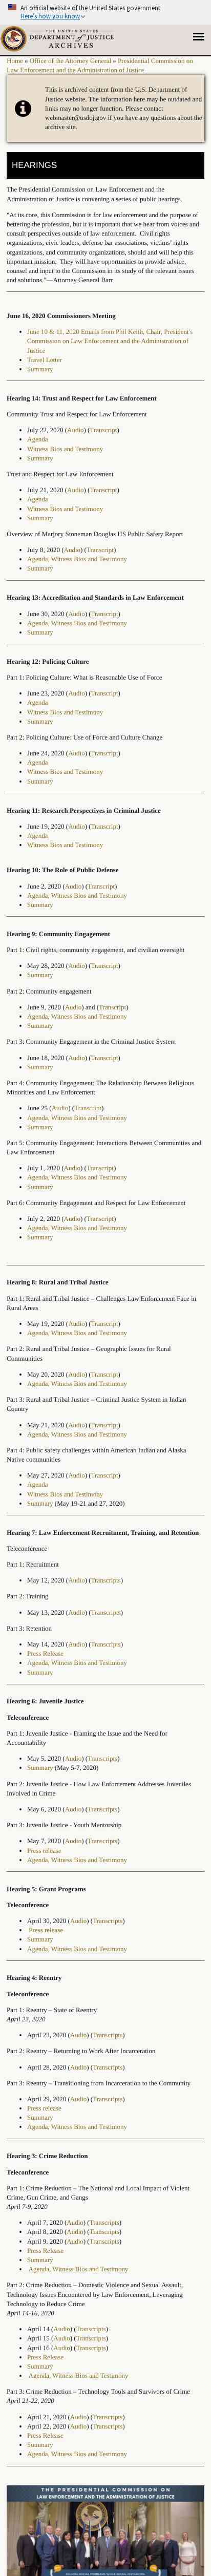 An official website of the United States government
Here's how you know
DEPARTMENT of JUSTICE
ARCHIVES
Home » Office of the Attorney General » Presidential Commission on
Law Enforcement and the Administration of Justice
This is archived content from the U.S. Department of
Justice website. The information here may be outdated and
links may no longer function. Please contact
webmaster@usdoj.gov if you have any questions about the
archive site.
HEARINGS
The Presidential Commission on Law Enforcement and the
Administration of Justice is convening a series of public hearings.
"At its core, this Commission is for law enforcement and the purpose of
bettering the profession, but it is for that very reason we must hear from
outside perspectives outside of law enforcement. Civil rights
organizations, civic leaders, defense bar associations, victims' rights
organizations, and community organizations, should and will help this
important mission. They will have opportunities to provide advice,
counsel and input to the Commission in its study of the relevant issues
and solutions."—Attorney General Barr
June 16, 2020 Commissioners Meeting
June 10 & 11, 2020 Emails from Phil Keith, Chair, President's
Commission on Law Enforcement and the Administration of
Justice
Travel Letter
Summary
Hearing 14: Trust and Respect for Law Enforcement
Community Trust and Respect for Law Enforcement
July 22, 2020 (Audio) (Transcript)
Agenda
Witness Bios and Testimony
Summary
Trust and Respect for Law Enforcement
July 21, 2020 (Audio) (Transcript)
Agenda
Witness Bios and Testimony
Summary
Overview of Marjory Stoneman Douglas HS Public Safety Report
July 8, 2020 (Audio) (Transcript)
Agenda, Witness Bios and Testimony
Summary
Hearing 13: Accreditation and Standards in Law Enforcement
June 30, 2020 (Audio) (Transcript)
Agenda, Witness Bios and Testimony
Summary
Hearing 12: Policing Culture
Part 1: Policing Culture: What is Reasonable Use of Force
June 23, 2020 (Audio) (Transcript)
Agenda
Witness Bios and Testimony
Summary
Part 2: Policing Culture: Use of Force and Culture Change
June 24, 2020 (Audio) (Transcript)
Agenda
Witness Bios and Testimony
Summary
Hearing 11: Research Perspectives in Criminal Justice
June 19, 2020 (Audio) (Transcript)
Agenda
Witness Bios and Testimony
Hearing 10: The Role of Public Defense
June 2, 2020 (Audio) (Transcript)
Agenda, Witness Bios and Testimony
Summary
Hearing 9: Community Engagement
Part 1: Civil rights, community engagement, and civilian oversight
May 28, 2020 (Audio) (Transcript)
Summary
Part 2: Community engagement
June 9, 2020 (Audio) and (Transcript)
Agenda, Witness Bios and Testimony
Summary
Part 3: Community Engagement in the Criminal Justice System
June 18, 2020 (Audio) (Transcript)
Summary
Part 4: Community Engagement: The Relationship Between Religious
Minorities and Law Enforcement
June 25 (Audio) (Transcript)
Agenda, Witness Bios and Testimony
Summary
Part 5: Community Engagement: Interactions Between Communities and
Law Enforcement
July 1, 2020 (Audio) (Transcript)
Agenda, Witness Bios and Testimony
Summary
Part 6: Community Engagement and Respect for Law Enforcement
July 2, 2020 (Audio) (Transcript)
Agenda, Witness Bios and Testimony
Summary
Hearing 8: Rural and Tribal Justice
Part 1: Rural and Tribal Justice – Challenges Law Enforcement Face in
Rural Areas
May 19, 2020 (Audio) (Transcript)
Agenda, Witness Bios and Testimony
Part 2: Rural and Tribal Justice – Geographic Issues for Rural
Communities
May 20, 2020 (Audio) (Transcript)
Agenda, Witness Bios and Testimony
Part 3: Rural and Tribal Justice – Criminal Justice System in Indian
Country
May 21, 2020 (Audio) (Transcript)
Agenda, Witness Bios and Testimony
Part 4: Public safety challenges within American Indian and Alaska
Native communities
May 27, 2020 (Audio) (Transcript)
Agenda
Witness Bios and Testimony
Summary (May 19-21 and 27, 2020)
Hearing 7: Law Enforcement Recruitment, Training, and Retention
Teleconference
Part 1: Recruitment
May 12, 2020 (Audio) (Transcripts)
Part 2: Training
May 13, 2020 (Audio) (Transcripts)
Part 3: Retention
May 14, 2020 (Audio) (Transcripts)
Press Release
Agenda, Witness Bios and Testimony
Summary
Hearing 6: Juvenile Justice
Teleconference
Part 1: Juvenile Justice - Framing the Issue and the Need for
Accountability
May 5, 2020 (Audio) (Transcripts)
Summary (May 5-7, 2020)
Part 2: Juvenile Justice - How Law Enforcement Addresses Juveniles
Involved in Crime
May 6, 2020 (Audio) (Transcripts)
Part 3: Juvenile Justice - Youth Mentorship
May 7, 2020 (Audio) (Transcripts)
Press release
Agenda, Witness Bios and Testimony
Hearing 5: Grant Programs
Teleconference
April 30, 2020 (Audio) (Transcripts)
Press release
Summary
Agenda, Witness Bios and Testimony
Hearing 4: Reentry
Teleconference
Part 1: Reentry – State of Reentry
April 23, 2020
April 23, 2020 (Audio) (Transcripts)
Part 2: Reentry – Returning to Work After Incarceration
April 28, 2020 (Audio) (Transcripts)
Part 3: Reentry – Transitioning from Incarceration to the Community
April 29, 2020 (Audio) (Transcripts)
Press release
Summary
Agenda, Witness Bios and Testimony
Hearing 3: Crime Reduction
Teleconference
Part 1: Crime Reduction – The National and Local Impact of Violent
Crime, Gun Crime, and Gangs
April 7-9, 2020
April 7, 2020 (Audio) (Transcripts)
April 8, 2020 (Audio) (Transcripts)
April 9, 2020 (Audio) (Transcripts)
Press Release
Summary
Agenda, Witness Bios and Testimony
Part 2: Crime Reduction – Domestic Violence and Sexual Assault,
Technology Issues Encountered by Law Enforcement, Leveraging
Technology to Reduce Crime
April 14-16, 2020
April 14 (Audio) (Transcripts)
April 15 (Audio) (Transcripts)
April 16 (Audio) (Transcripts)
Press Release
Summary
Agenda, Witness Bios and Testimony
Part 3: Crime Reduction – Technology Tools and Survivors of Crime
April 21-22, 2020
April 21, 2020 (Audio) (Transcripts)
April 22, 2020 (Audio) (Transcripts)
Press Release
Summary
Agenda, Witness Bios and Testimony
THE PRESIDENTIAL COMMISSION ON
LAW ENFORCEMENT AND THE ADMINISTRATION OF JUSTICE